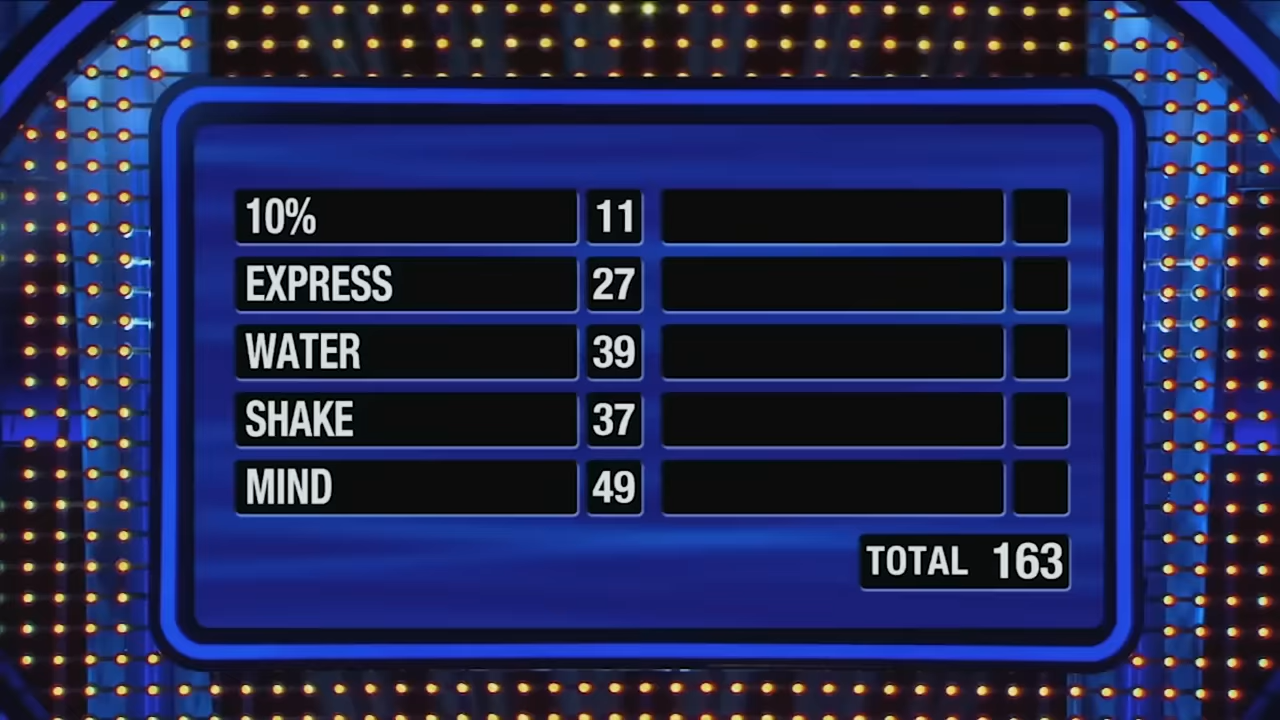 10% 11
EXPRESS 27
WATER 39
SHAKE 37
MIND 49
TOTAL 163